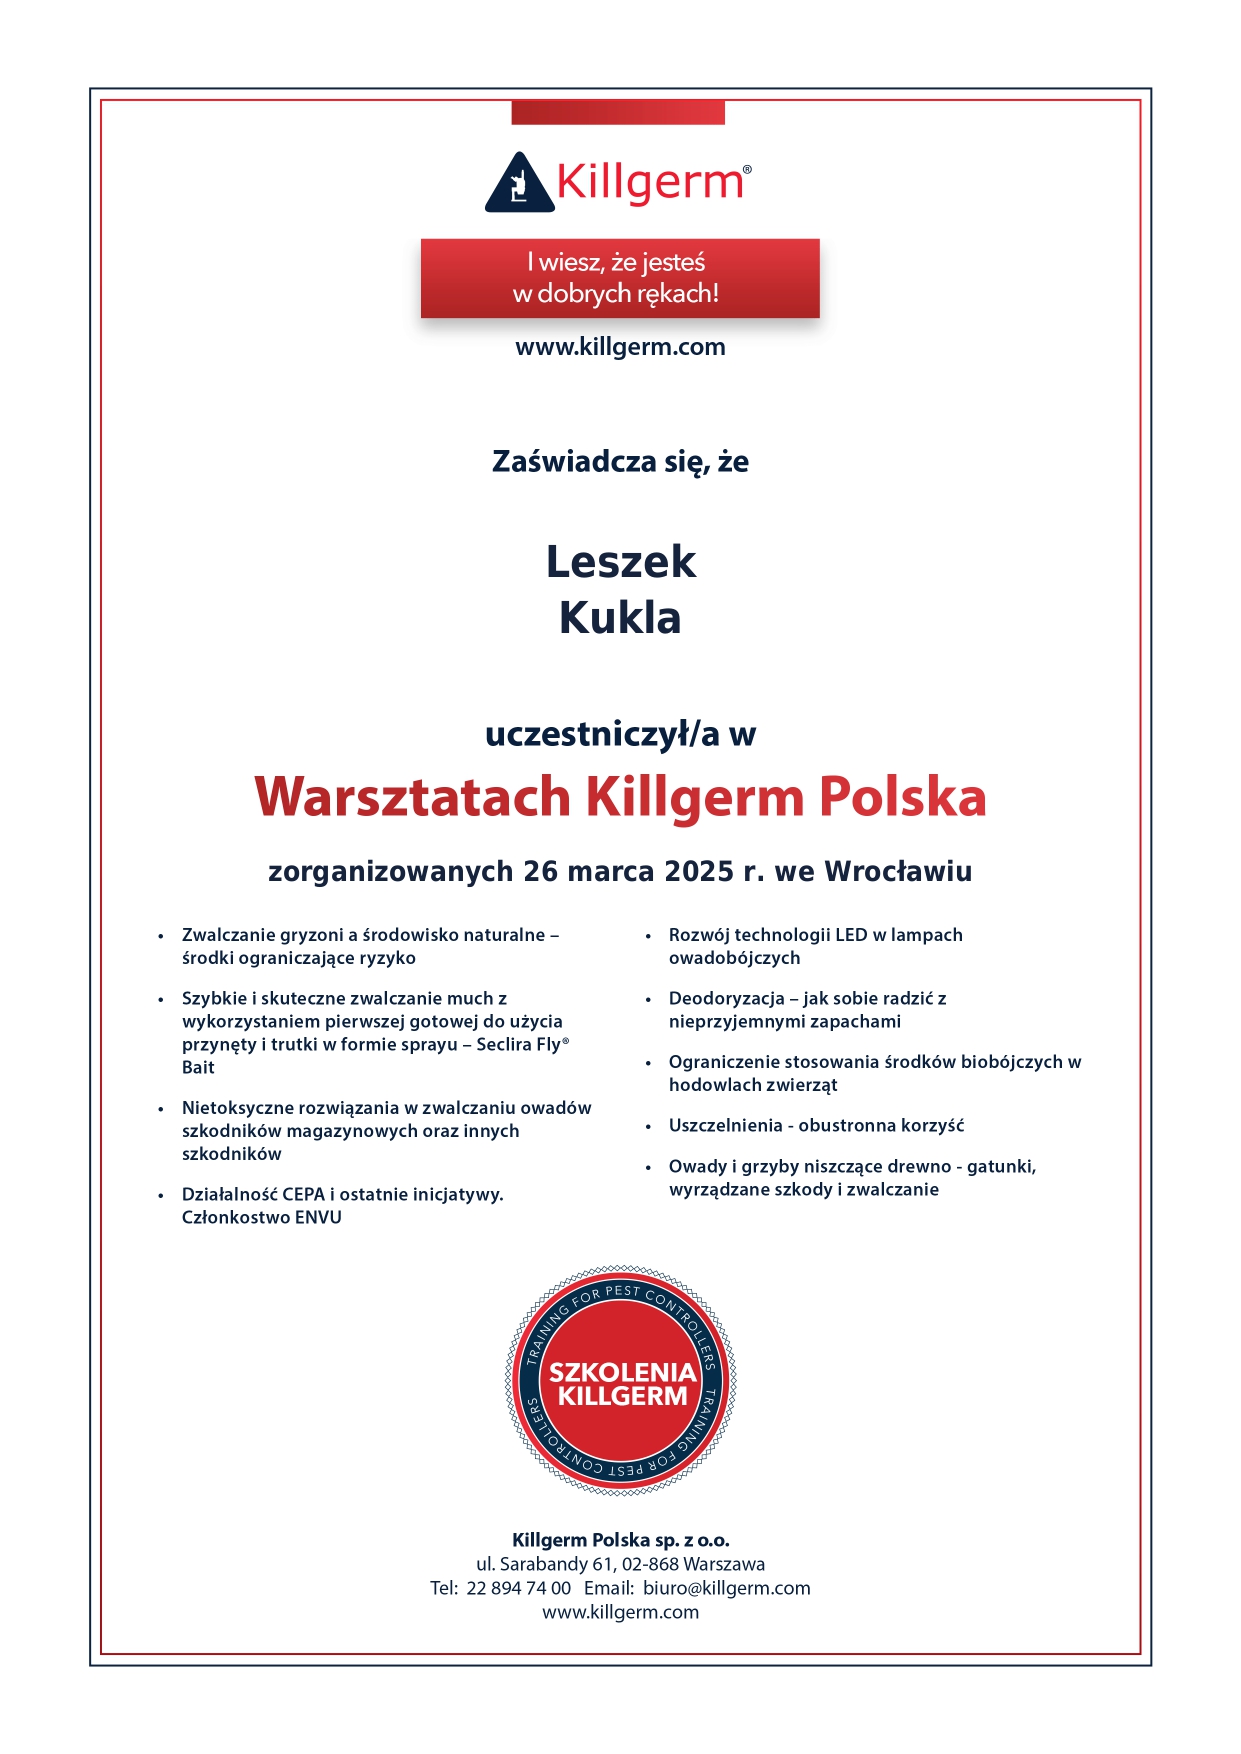 Killgerm®
I wiesz, że jesteś
w dobrych rękach!
www.killgerm.com
Zaświadcza się, że
Leszek
Kukla
uczestniczył/a w
Warsztatach Killgerm Polska
zorganizowanych 26 marca 2025 r. we Wrocławiu
• Zwalczanie gryzoni a środowisko naturalne –
środki ograniczające ryzyko
• Szybkie i skuteczne zwalczanie much z
wykorzystaniem pierwszej gotowej do użycia
przynęty i trutki w formie sprayu – Seclira Fly®
Bait
• Nietoksyczne rozwiązania w zwalczaniu owadów
szkodników magazynowych oraz innych
szkodników
• Działalność CEPA i ostatnie inicjatywy.
Członkostwo ENVU
• Rozwój technologii LED w lampach
owadobójczych
• Deodoryzacja – jak sobie radzić z
nieprzyjemnymi zapachami
• Ograniczenie stosowania środków biobójczych w
hodowlach zwierząt
• Uszczelnienia - obustronna korzyść
• Owady i grzyby niszczące drewno - gatunki,
wyrządzane szkody i zwalczanie
TRAINING FOR PEST CONTROLLERS
TRAINING FOR PEST CONTROLLERS
SZKOLENIA
KILLGERM
Killgerm Polska sp. z o.o.
ul. Sarabandy 61, 02-868 Warszawa
Tel: 22 894 74 00 Email: biuro@killgerm.com
www.killgerm.com